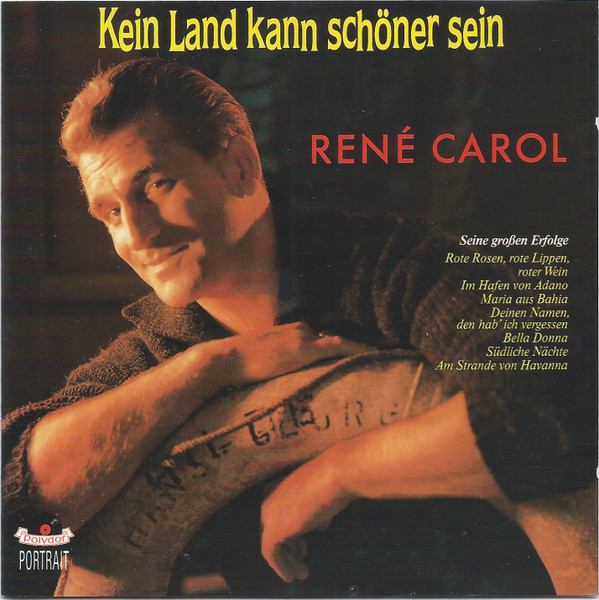 Kein Land kann schöner sein
RENÉ CAROL
Seine großen Erfolge
Rote Rosen, rote Lippen,
roter Wein
Im Hafen von Adano
Maria aus Bahia
Deinen Namen,
den hab' ich vergessen
Bella Donna
Südliche Nächte
Am Strande von Havanna
Polydor
PORTRAIT